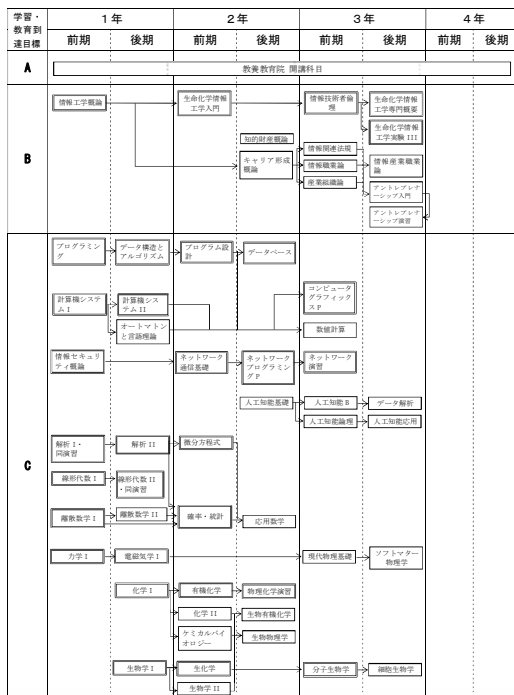 学習・
教育到
達目標
1 年
2 年
3 年
4 年
前期
後期
前期
後期
前期
後期
前期
後期
A
教養教育院 開講科目
B
情報工学概論
生命化学情報
工学入門
情報技術者倫
理
生命化学情報
工学専門概要
生命化学情報
工学実験 III
知的財産概論
キャリア形成
概論
情報関連法規
情報職業論
産業組織論
情報産業職業
論
アントレプレナ
ーシップ入門
アントレプレナ
ーシップ演習
C
プログラミン
グ
データ構造と
アルゴリズム
プログラム設
計
データベース
計算機システ
ム I
計算機シス
テム II
オートマトン
と言語理論
コンピュータ
グラフィック
ス P
数値計算
情報セキュリ
ティ概論
ネットワーク
通信基礎
ネットワーク
プログラミン
グ P
ネットワーク
演習
人工知能基礎
人工知能 B
データ解析
人工知能論理
人工知能応用
解析 I・
同演習
解析 II
微分方程式
線形代数 I
線形代数 II
・同演習
離散数学 I
離散数学 II
確率・統計
応用数学
力学 I
電磁気学 I
現代物理基礎
ソフトマター
物理学
化学 I
有機化学
物理化学演習
化学 II
生物有機化学
ケミカルバイ
オロジー
生物物理学
生物学 I
生化学
分子生物学
細胞生物学
生物学 II